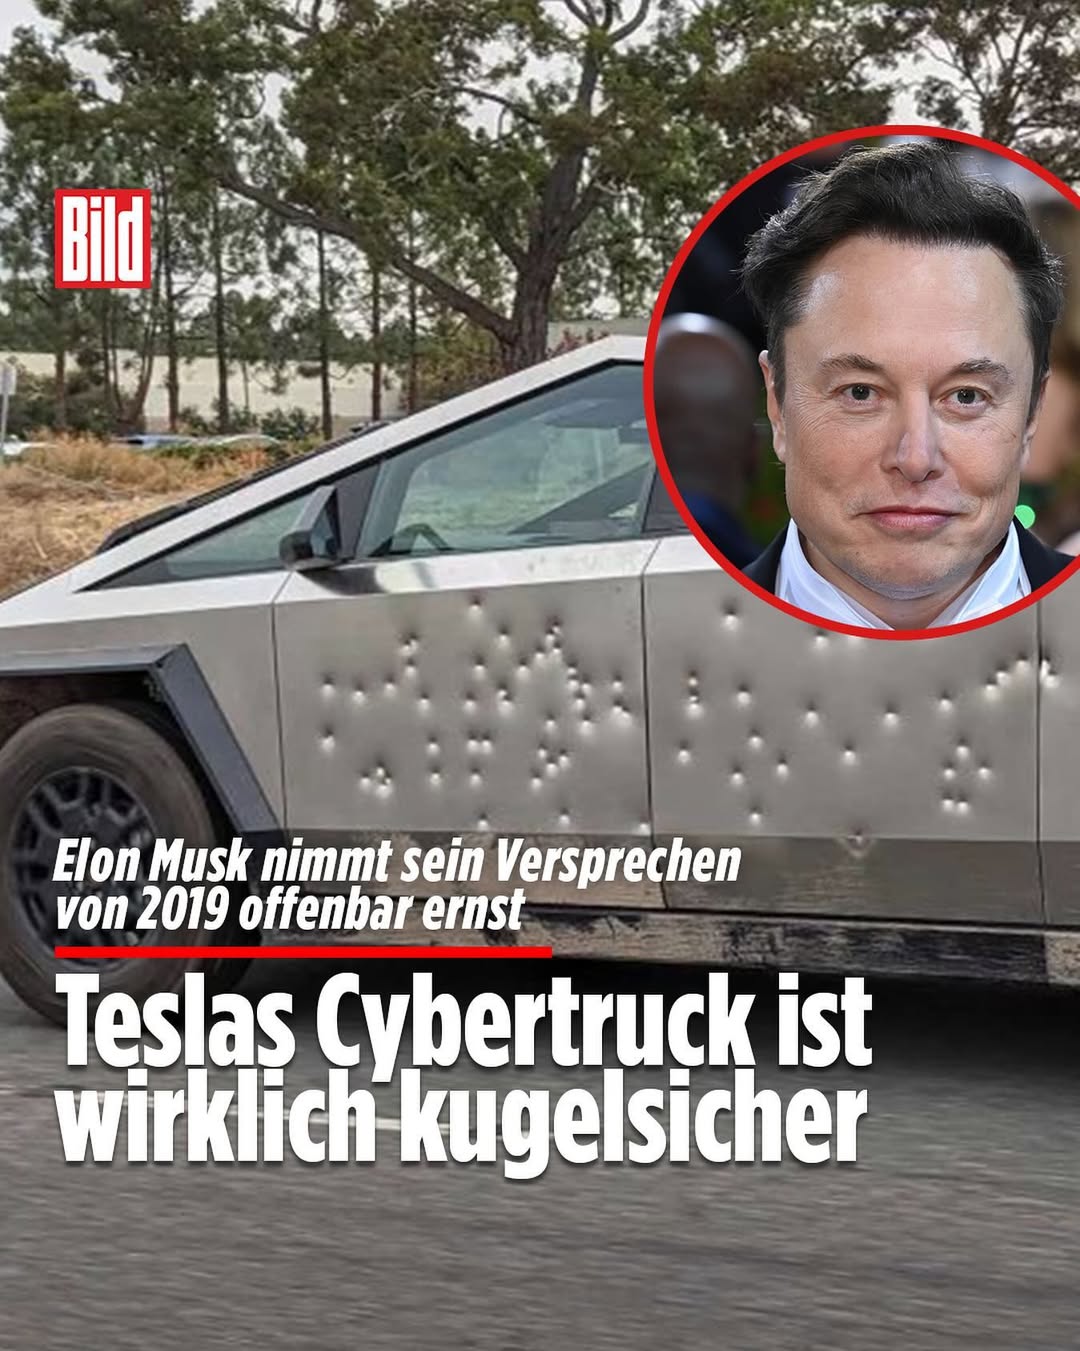 Bild
Elon Musk nimmt sein Versprechen
von 2019 offenbar ernst
Teslas Cybertruck ist
wirklich kugelsicher